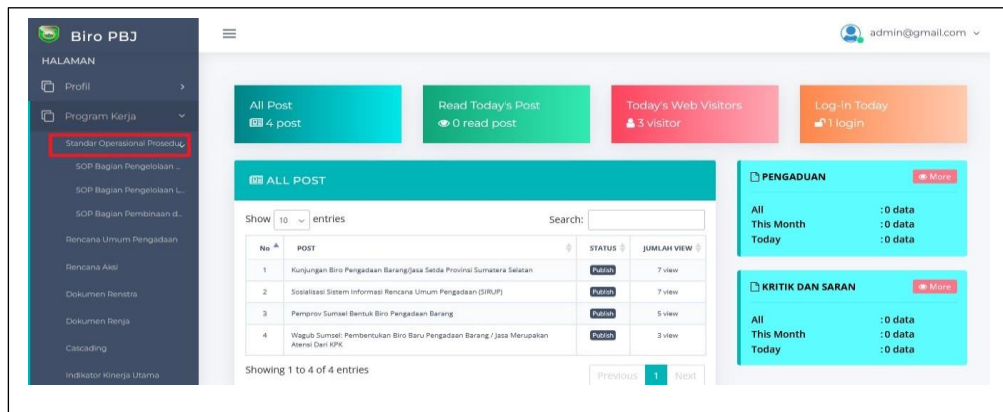 Biro PBJ
admin@gmail.com
HALAMAN
Profil
Program Kerja
Standar Operasional Prosedur
SOP Bagian Pengelolaan ...
SOP Bagian Pengelolaan L...
SOP Bagian Pembinaan d...
Rencana Umum Pengadaan
Rencana Aksi
Dokumen Renstra
Dokumen Renja
Cascading
Indikator Kinerja Utama
All Post
4 post
Read Today's Post
0 read post
Today's Web Visitors
3 visitor
Log-in Today
1 login
ALL POST
Show 10 entries Search:
No POST STATUS JUMLAH VIEW
1 Kunjungan Biro Pengadaan Barang/Jasa Setda Provinsi Sumatera Selatan Publish 7 view
2 Sosialisasi Sistem Informasi Rencana Umum Pengadaan (SIRUP) Publish 7 view
3 Pemprov Sumsel Bentuk Biro Pengadaan Barang Publish 5 view
4 Wagub Sumsel: Pembentukan Biro Baru Pengadaan Barang / Jasa Merupakan Publish 3 view
Atensi Dari KPK
Showing 1 to 4 of 4 entries
Previous 1 Next
PENGADUAN More
All : 0 data
This Month : 0 data
Today : 0 data
KRITIK DAN SARAN More
All : 0 data
This Month : 0 data
Today : 0 data